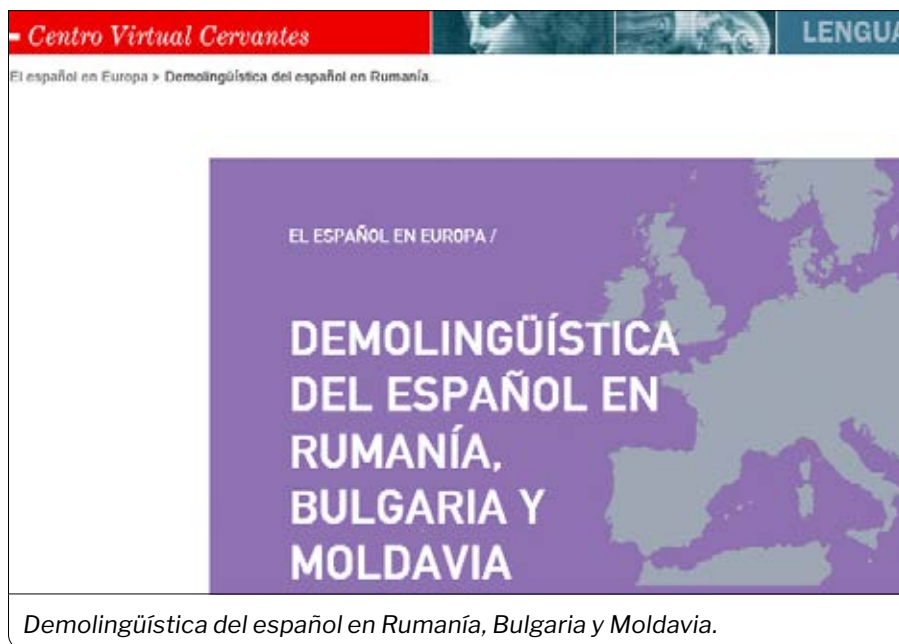 Centro Virtual Cervantes
LENGUA
El español en Europa » Demolingüística del español en Rumanía...
EL ESPAÑOL EN EUROPA /
DEMOLINGÜÍSTICA
DEL ESPAÑOL EN
RUMANÍA,
BULGARIA Y
MOLDAVIA
Demolingüística del español en Rumanía, Bulgaria y Moldavia.